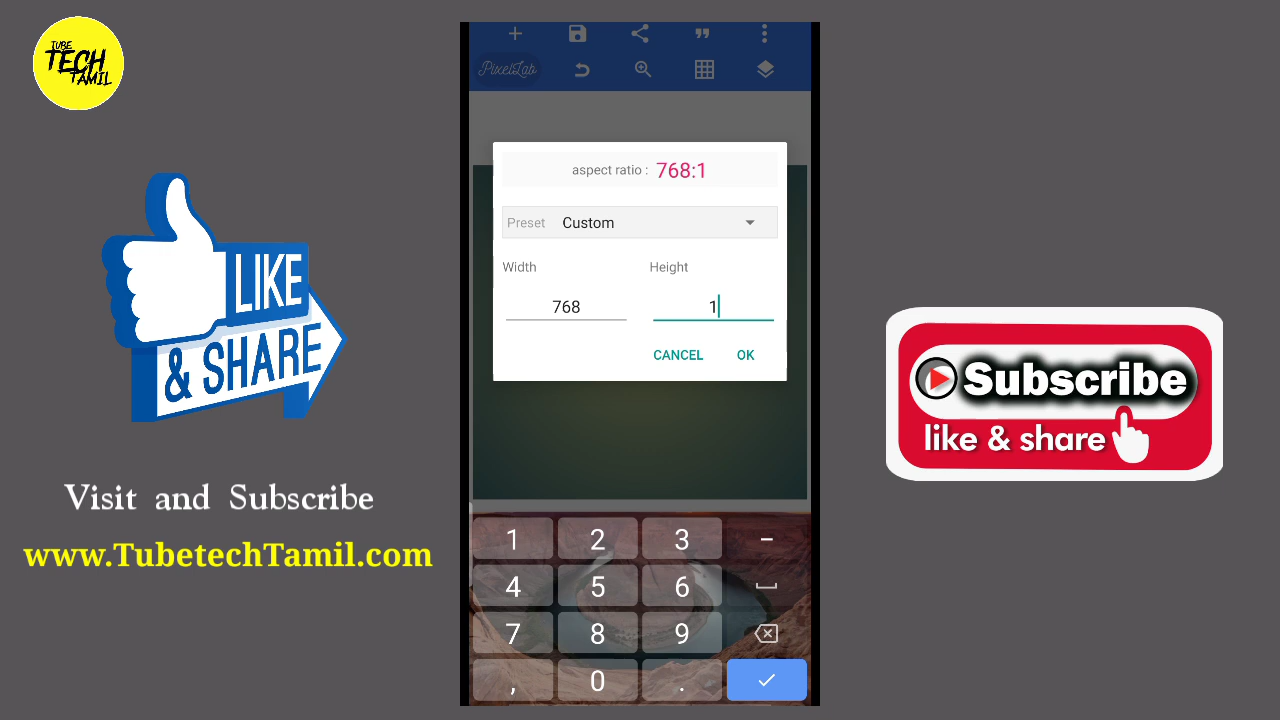 TUBE
TECH
TAMIL
LIKE
& SHARE
Visit and Subscribe
www.TubetechTamil.com
PixelLab
aspect ratio : 768:1
Preset Custom
Width Height
768 1
CANCEL OK
1 2 3 -
4 5 6
7 8 9
, 0 .
Subscribe
like & share